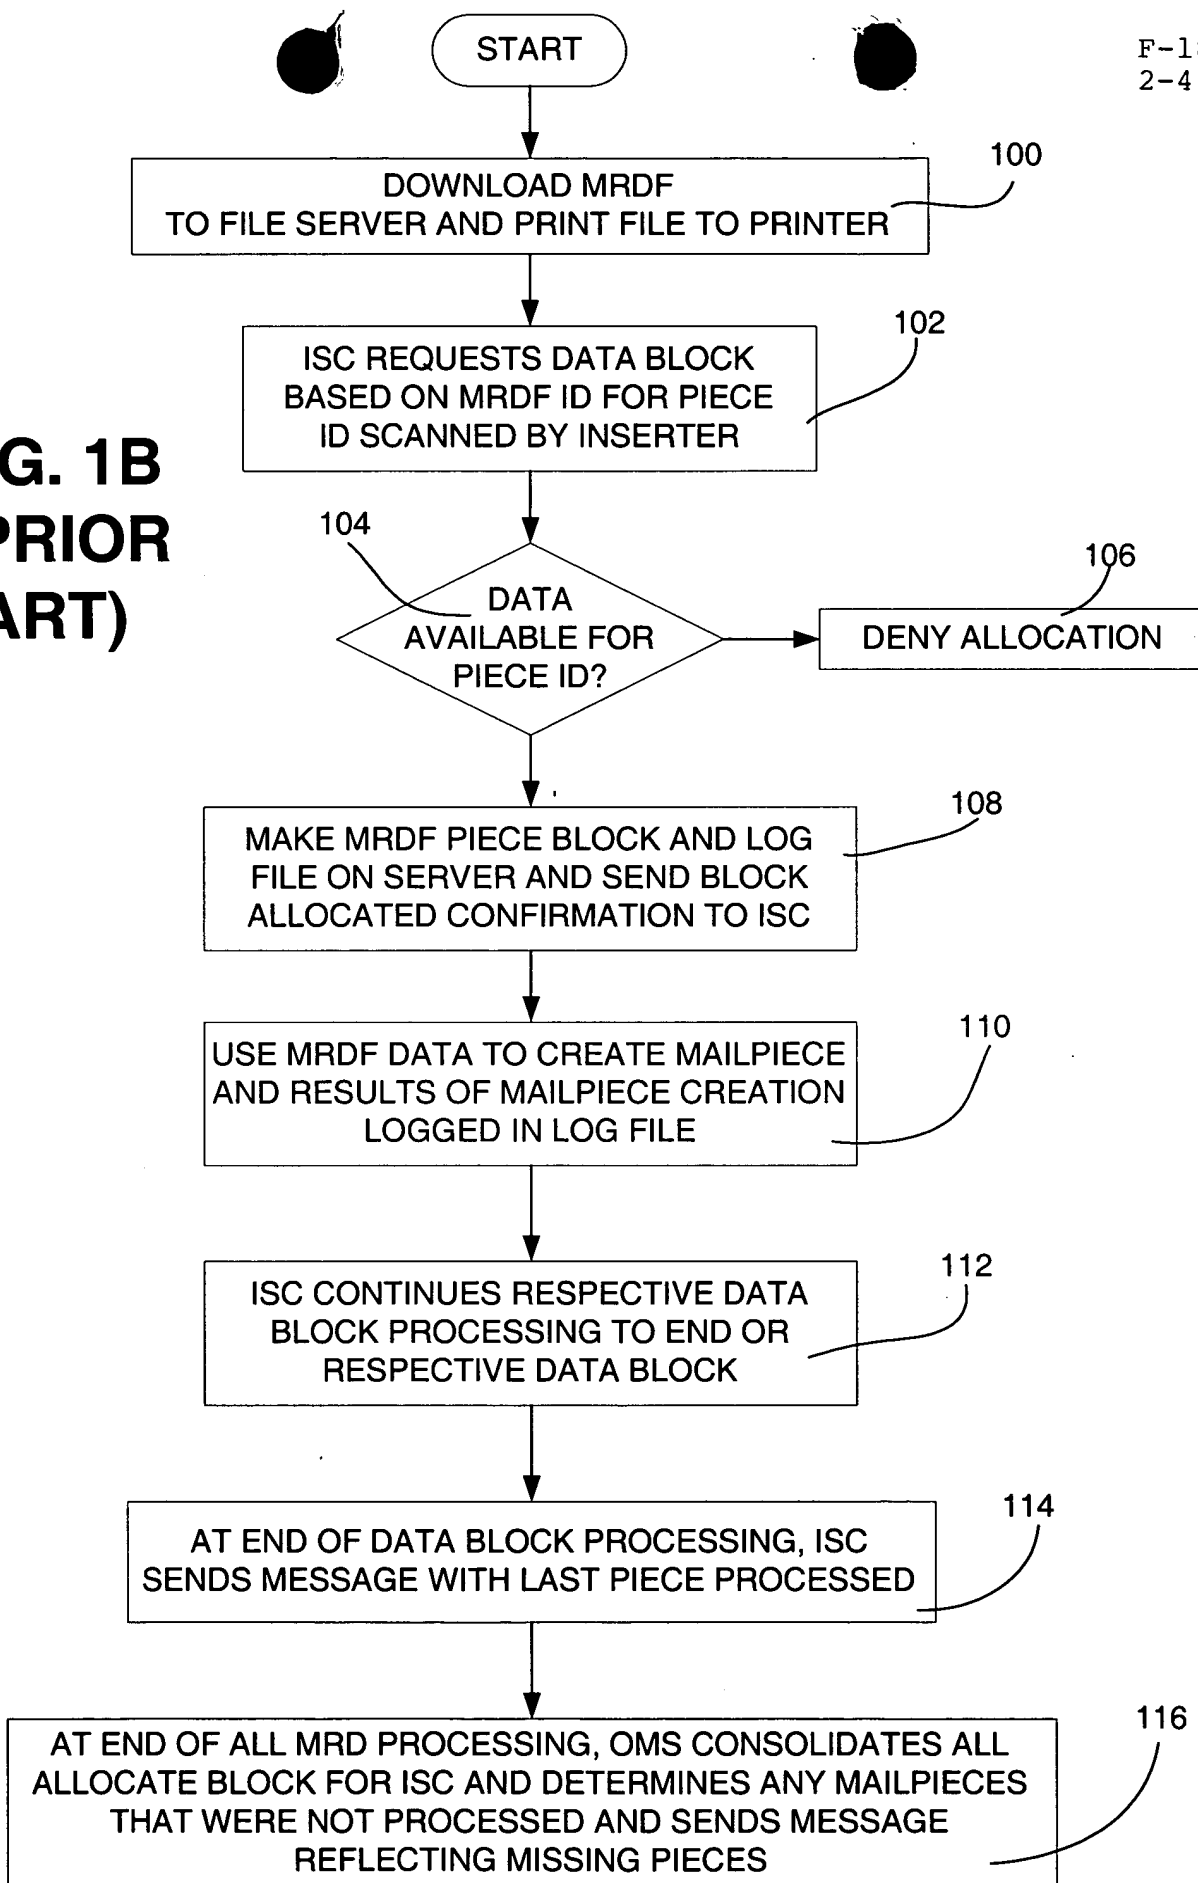 START
F-18
2-4
100
DOWNLOAD MRDF
TO FILE SERVER AND PRINT FILE TO PRINTER
102
ISC REQUESTS DATA BLOCK
BASED ON MRDF ID FOR PIECE
ID SCANNED BY INSERTER
G. 1B
PRIOR
ART)
104
DATA
AVAILABLE FOR
PIECE ID?
106
DENY ALLOCATION
108
MAKE MRDF PIECE BLOCK AND LOG
FILE ON SERVER AND SEND BLOCK
ALLOCATED CONFIRMATION TO ISC
110
USE MRDF DATA TO CREATE MAILPIECE
AND RESULTS OF MAILPIECE CREATION
LOGGED IN LOG FILE
112
ISC CONTINUES RESPECTIVE DATA
BLOCK PROCESSING TO END OR
RESPECTIVE DATA BLOCK
114
AT END OF DATA BLOCK PROCESSING, ISC
SENDS MESSAGE WITH LAST PIECE PROCESSED
116
AT END OF ALL MRD PROCESSING, OMS CONSOLIDATES ALL
ALLOCATE BLOCK FOR ISC AND DETERMINES ANY MAILPIECES
THAT WERE NOT PROCESSED AND SENDS MESSAGE
REFLECTING MISSING PIECES